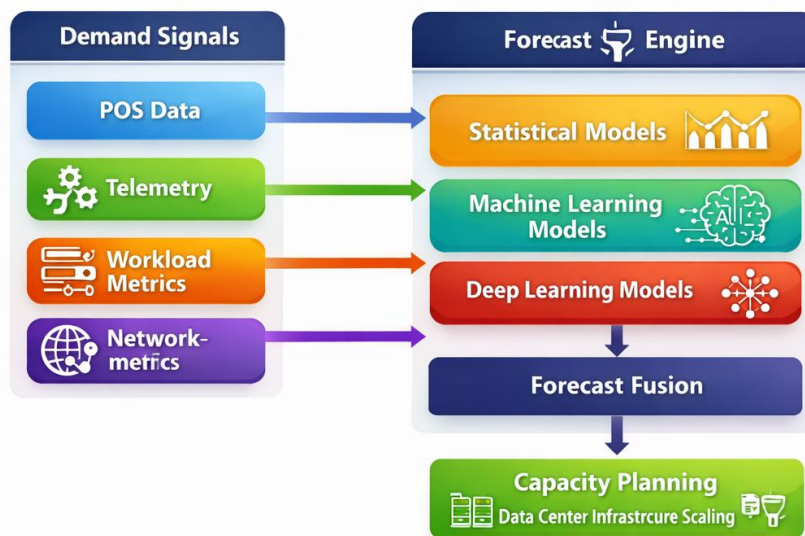 Demand Signals
POS Data
Telemetry
Workload
Metrics
Network-
metrics
Forecast Engine
Statistical Models
Machine Learning
Models
AI
Deep Learning Models
Forecast Fusion
Capacity Planning
Data Center Infrastrcure Scaling